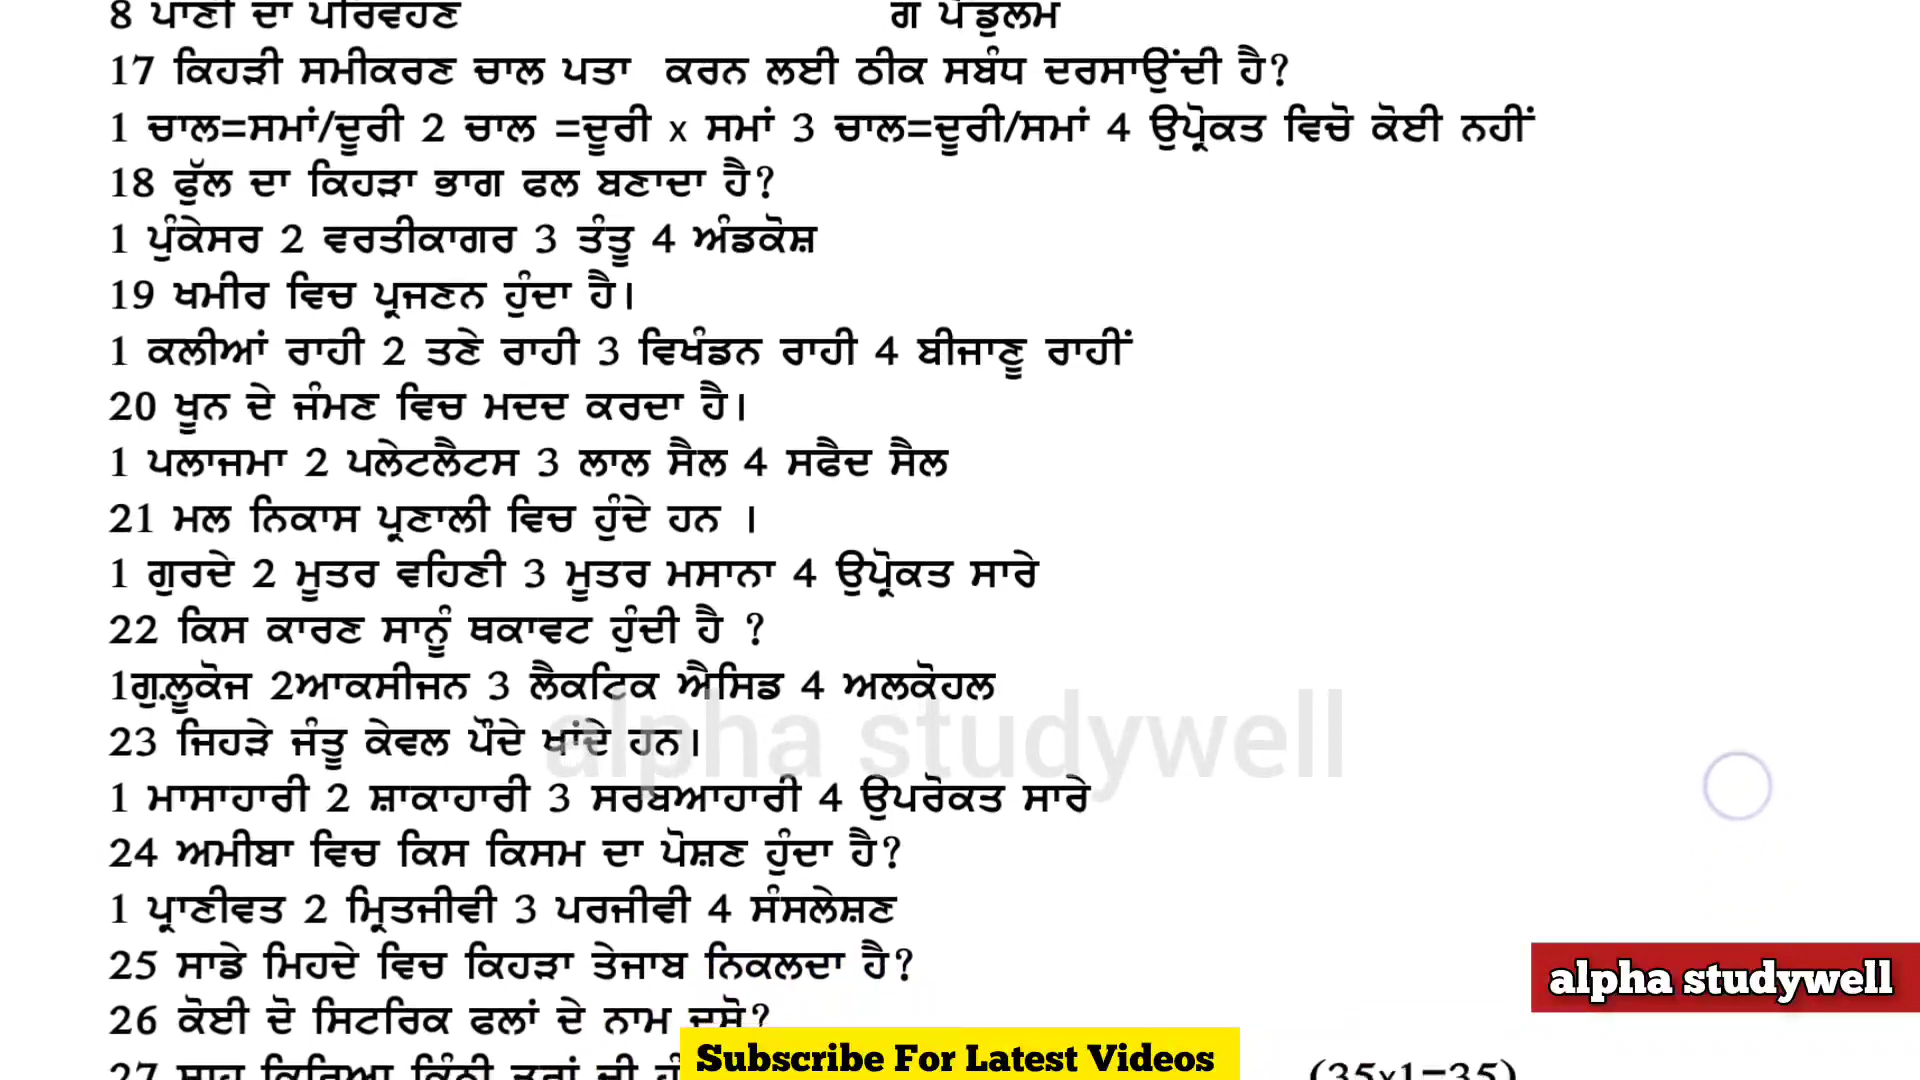 8 ਪਾਣੀ ਦਾ ਪਰਿਵਹਣ ਗ ਪੈਂਡੁਲਮ
17 ਕਿਹੜੀ ਸਮੀਕਰਣ ਚਾਲ ਪਤਾ ਕਰਨ ਲਈ ਠੀਕ ਸਬੰਧ ਦਰਸਾਉਂਦੀ ਹੈ?
1 ਚਾਲ=ਸਮਾਂ/ਦੂਰੀ 2 ਚਾਲ =ਦੂਰੀ x ਸਮਾਂ 3 ਚਾਲ=ਦੂਰੀ/ਸਮਾਂ 4 ਉਪ੍ਰੋਕਤ ਵਿਚੋ ਕੋਈ ਨਹੀਂ
18 ਫੁੱਲ ਦਾ ਕਿਹੜਾ ਭਾਗ ਫਲ ਬਣਾਦਾ ਹੈ?
1 ਪੁੰਕੇਸਰ 2 ਵਰਤੀਕਾਗਰ 3 ਤੰਤੂ 4 ਅੰਡਕੋਸ਼
19 ਖਮੀਰ ਵਿਚ ਪ੍ਰਜਣਨ ਹੁੰਦਾ ਹੈ।
1 ਕਲੀਆਂ ਰਾਹੀ 2 ਤਣੇ ਰਾਹੀ 3 ਵਿਖੰਡਨ ਰਾਹੀ 4 ਬੀਜਾਣੂ ਰਾਹੀਂ
20 ਖੂਨ ਦੇ ਜੰਮਣ ਵਿਚ ਮਦਦ ਕਰਦਾ ਹੈ।
1 ਪਲਾਜਮਾ 2 ਪਲੇਟਲੈਟਸ 3 ਲਾਲ ਸੈਲ 4 ਸਫੈਦ ਸੈਲ
21 ਮਲ ਨਿਕਾਸ ਪ੍ਰਣਾਲੀ ਵਿਚ ਹੁੰਦੇ ਹਨ ।
1 ਗੁਰਦੇ 2 ਮੂਤਰ ਵਹਿਣੀ 3 ਮੂਤਰ ਮਸਾਨਾ 4 ਉਪ੍ਰੋਕਤ ਸਾਰੇ
22 ਕਿਸ ਕਾਰਣ ਸਾਨੂੰ ਥਕਾਵਟ ਹੁੰਦੀ ਹੈ ?
1ਗੁਲੂਕੋਜ 2ਆਕਸੀਜਨ 3 ਲੈਕਟਿਕ ਐਸਿਡ 4 ਅਲਕੋਹਲ
alpha studywell
23 ਜਿਹੜੇ ਜੰਤੂ ਕੇਵਲ ਪੌਦੇ ਖਾਂਦੇ ਹਨ।
1 ਮਾਸਾਹਾਰੀ 2 ਸ਼ਾਕਾਹਾਰੀ 3 ਸਰਬਆਹਾਰੀ 4 ਉਪਰੋਕਤ ਸਾਰੇ
24 ਅਮੀਬਾ ਵਿਚ ਕਿਸ ਕਿਸਮ ਦਾ ਪੋਸ਼ਣ ਹੁੰਦਾ ਹੈ?
1 ਪ੍ਰਾਣੀਵਤ 2 ਮ੍ਰਿਤਜੀਵੀ 3 ਪਰਜੀਵੀ 4 ਸੰਸਲੇਸ਼ਣ
25 ਸਾਡੇ ਮਿਹਦੇ ਵਿਚ ਕਿਹੜਾ ਤੇਜਾਬ ਨਿਕਲਦਾ ਹੈ?
alpha studywell
26 ਕੋਈ ਦੋ ਸਿਟਰਿਕ ਫਲਾਂ ਦੇ ਨਾਮ ਦਸੋ?
27 ਸਾਹ ਕਿਰਿਆ ਕਿੰਨੀ ਤਰਾਂ ਦੀ (35x1=35)
Subscribe For Latest Videos